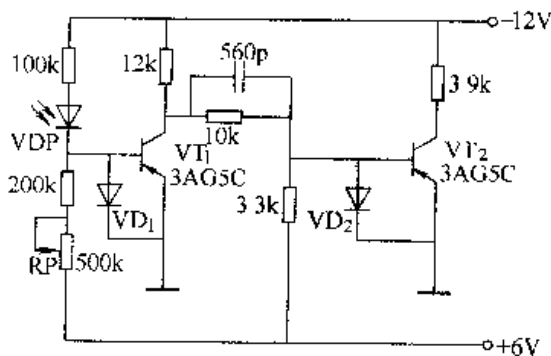 -12V
560p
100k
12k
3 9k
10k
VDP
VT₁
3AG5C
VT₂
3AG5C
200k
VD₁
3 3k
VD₂
RP
500k
+6V